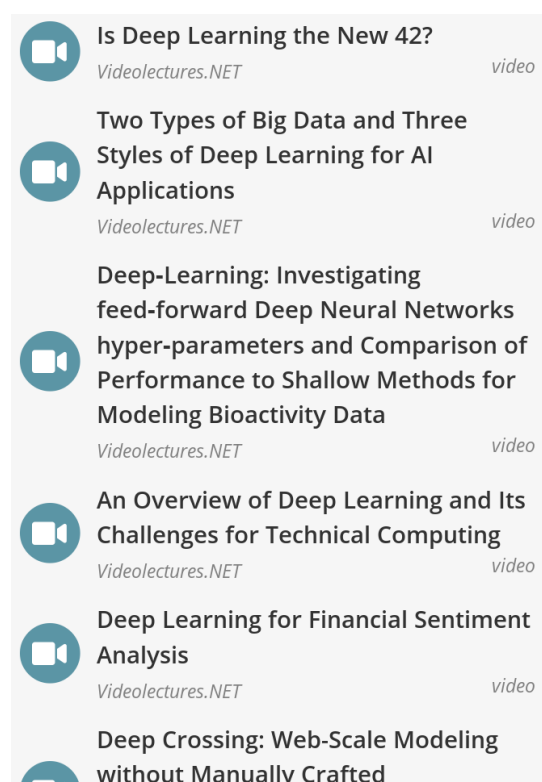 Is Deep Learning the New 42?
Videolectures.NET
video
Two Types of Big Data and Three
Styles of Deep Learning for AI
Applications
Videolectures.NET
video
Deep-Learning: Investigating
feed-forward Deep Neural Networks
hyper-parameters and Comparison of
Performance to Shallow Methods for
Modeling Bioactivity Data
Videolectures.NET
video
An Overview of Deep Learning and Its
Challenges for Technical Computing
Videolectures.NET
video
Deep Learning for Financial Sentiment
Analysis
Videolectures.NET
video
Deep Crossing: Web-Scale Modeling
without Manually Crafted